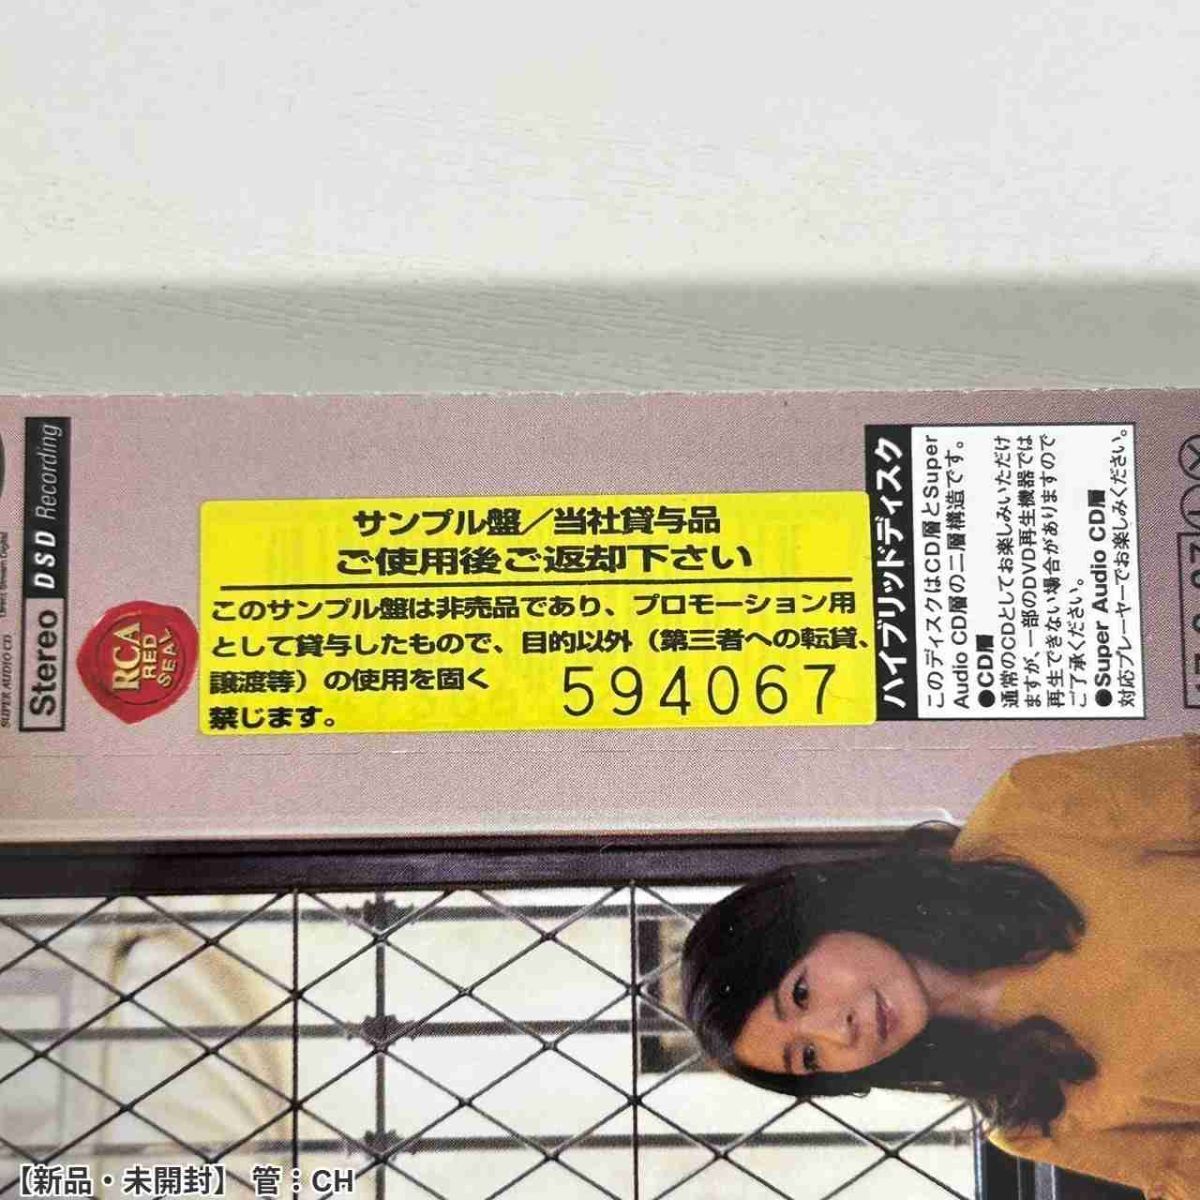 サンプル盤／当社貸与品
ご使用後ご返却下さい
このサンプル盤は非売品であり、プロモーション用
として貸与したもので、目的以外（第三者への転貸、
譲渡等）の使用を固く
禁じます。
594067
Stereo DSD Recording
SUPER AUDIO CD
RCA
RED
SEAL
ハイブリッドディスク
このディスクはCD層とSuper
Audio CD層の二層構造です。
●CD層
通常のCDとしてお楽しみいただけ
ますが、一部のDVD再生機器では
再生できない場合がありますので
ご了承ください。
●Super Audio CD層
対応プレーヤーでお楽しみください。
【新品・未開封】 管：CH